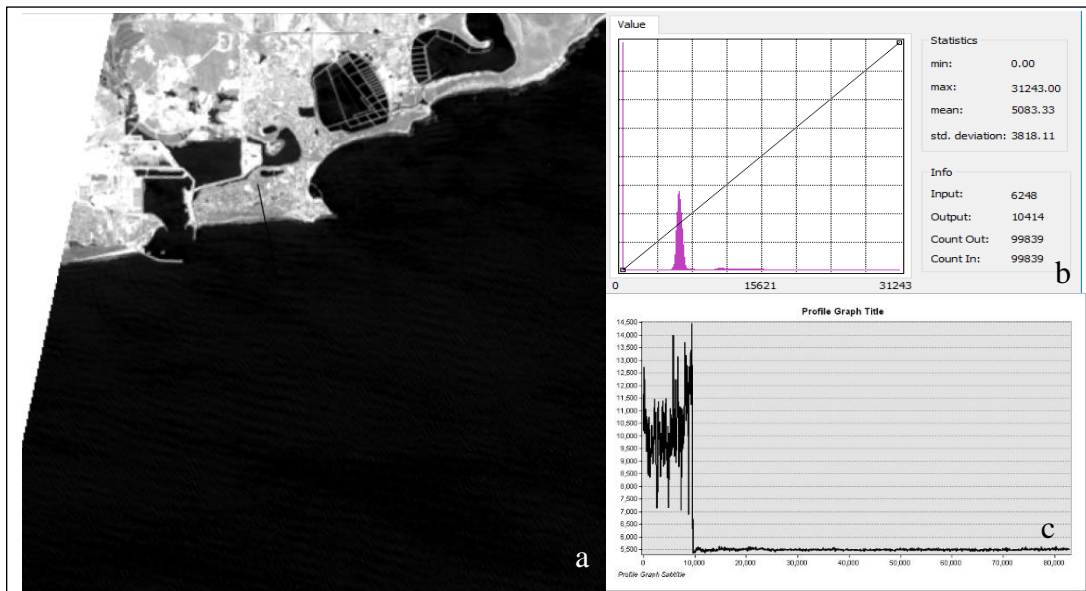 a
Value
0
15621
31243
Statistics
min: 0.00
max: 31243.00
mean: 5083.33
std. deviation: 3818.11
Info
Input: 6248
Output: 10414
Count Out: 99839
Count In: 99839
b
Profile Graph Title
14,500
14,000
13,500
13,000
12,500
12,000
11,500
11,000
10,500
10,000
9,500
9,000
8,500
8,000
7,500
7,000
6,500
6,000
5,500
0 10,000 20,000 30,000 40,000 50,000 60,000 70,000 80,000
Profile Graph Subtitle
c